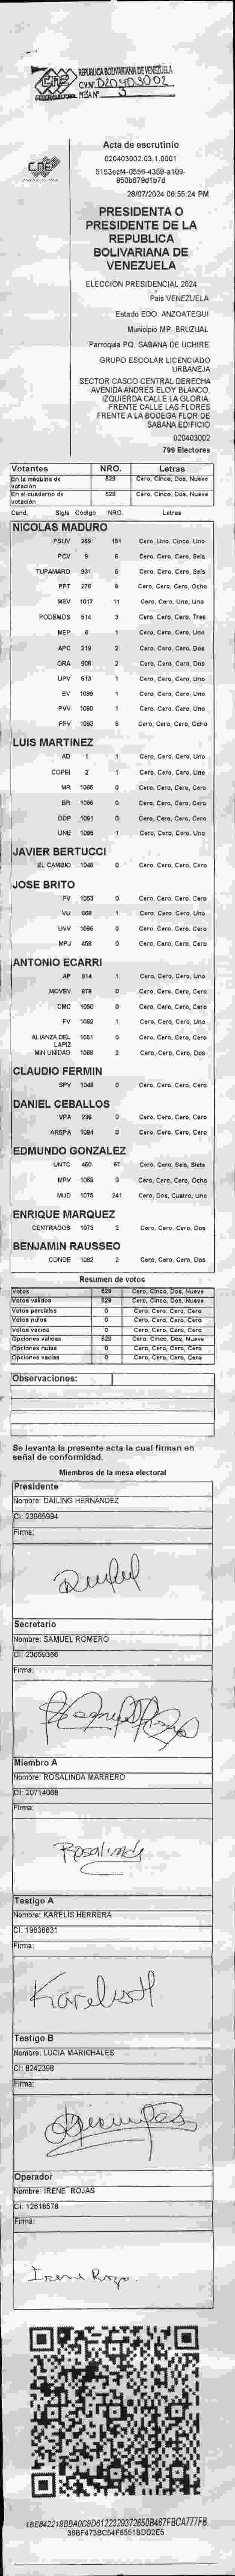 REPUBLICA BOLIVARIANA DE VENEZUELA
CVN° 020403002
MESA N° 3
CNE
Acta de escrutinio
020403002.03.1.0001
28/07/2024 06:55:24 PM
PRESIDENTA O
PRESIDENTE DE LA
REPUBLICA
BOLIVARIANA DE
VENEZUELA
ELECCIÓN PRESIDENCIAL 2024
Pais VENEZUELA
Estado EDO. ANZOATEGUI
Municipio MP. BRUZUAL
Parroquia PQ. SABANA DE UCHIRE
GRUPO ESCOLAR LICENCIADO
URBANEJA
SECTOR CASCO CENTRAL DERECHA
AVENIDA ANDRES ELOY BLANCO.
IZQUIERDA CALLE LA GLORIA.
FRENTE CALLE LAS FLORES
FRENTE A LA BODEGA FLOR DE
SABANA EDIFICIO
020403002
799 Electores
Votantes NRO. Letras
En la máquina de votación 529 Cero, Cinco, Dos, Nueve
En el cuaderno de votación 529 Cero, Cinco, Dos, Nueve
Cand. Sigla Código NRO. Letras
NICOLAS MADURO
PSUV 269 151 Cero, Uno, Cinco, Uno
PCV 9 6 Cero, Cero, Cero, Seis
TUPAMARO 931 6 Cero, Cero, Cero, Seis
PPT 276 8 Cero, Cero, Cero, Ocho
MSV 1017 11 Cero, Cero, Uno, Uno
PODEMOS 514 3 Cero, Cero, Cero, Tres
MEP 6 1 Cero, Cero, Cero, Uno
APC 219 2 Cero, Cero, Cero, Dos
ORA 906 2 Cero, Cero, Cero, Dos
UPV 513 1 Cero, Cero, Cero, Uno
EV 1089 1 Cero, Cero, Cero, Uno
PVV 1090 1 Cero, Cero, Cero, Uno
PFV 1093 8 Cero, Cero, Cero, Ocho
LUIS MARTINEZ
AD 1 1 Cero, Cero, Cero, Uno
COPEI 2 1 Cero, Cero, Cero, Uno
MR 1085 0 Cero, Cero, Cero, Cero
BR 1066 0 Cero, Cero, Cero, Cero
DDP 1091 0 Cero, Cero, Cero, Cero
UNE 1095 1 Cero, Cero, Cero, Uno
JAVIER BERTUCCI
EL CAMBIO 1048 0 Cero, Cero, Cero, Cero
JOSE BRITO
PV 1053 0 Cero, Cero, Cero, Cero
VU 968 1 Cero, Cero, Cero, Uno
UVV 1096 0 Cero, Cero, Cero, Cero
MPJ 458 0 Cero, Cero, Cero, Cero
ANTONIO ECARRI
AP 914 1 Cero, Cero, Cero, Uno
MOVEV 878 0 Cero, Cero, Cero, Cero
CMC 1050 0 Cero, Cero, Cero, Cero
FV 1062 1 Cero, Cero, Cero, Uno
ALIANZA DEL LAPIZ 1051 0 Cero, Cero, Cero, Cero
MIN UNIDAD 1068 2 Cero, Cero, Cero, Dos
CLAUDIO FERMIN
SPV 1049 0 Cero, Cero, Cero, Cero
DANIEL CEBALLOS
VPA 236 0 Cero, Cero, Cero, Cero
AREPA 1094 0 Cero, Cero, Cero, Cero
EDMUNDO GONZALEZ
UNTC 460 67 Cero, Cero, Seis, Siete
MPV 1069 8 Cero, Cero, Cero, Ocho
MUD 1075 241 Cero, Dos, Cuatro, Uno
ENRIQUE MARQUEZ
CENTRADOS 1073 2 Cero, Cero, Cero, Dos
BENJAMIN RAUSSEO
CONDE 1092 2 Cero, Cero, Cero, Dos
Resumen de votos
Votos 529 Cero, Cinco, Dos, Nueve
Votos validos 529 Cero, Cinco, Dos, Nueve
Votos parciales 0 Cero, Cero, Cero, Cero
Votos nulos 0 Cero, Cero, Cero, Cero
Votos vacios 0 Cero, Cero, Cero, Cero
Opciones validas 529 Cero, Cinco, Dos, Nueve
Opciones nulas 0 Cero, Cero, Cero, Cero
Opciones vacias 0 Cero, Cero, Cero, Cero
Observaciones:
Se levanta la presente acta la cual firman en
señal de conformidad.
Miembros de la mesa electoral
Presidente
Nombre: DAILING HERNANDEZ
CI: 23965994
Firma:
Secretario
Nombre: SAMUEL ROMERO
CI: 23659366
Firma:
Miembro A
Nombre: ROSALINDA MARRERO
CI: 20714068
Firma:
Rosalinda
Testigo A
Nombre: KARELIS HERRERA
CI: 19638631
Firma:
Karelis H.
Testigo B
Nombre: LUCIA MARICHALES
CI: 8242398
Firma:
Operador
Nombre: IRENE ROJAS
CI: 12618578
Firma:
Irene Rojas